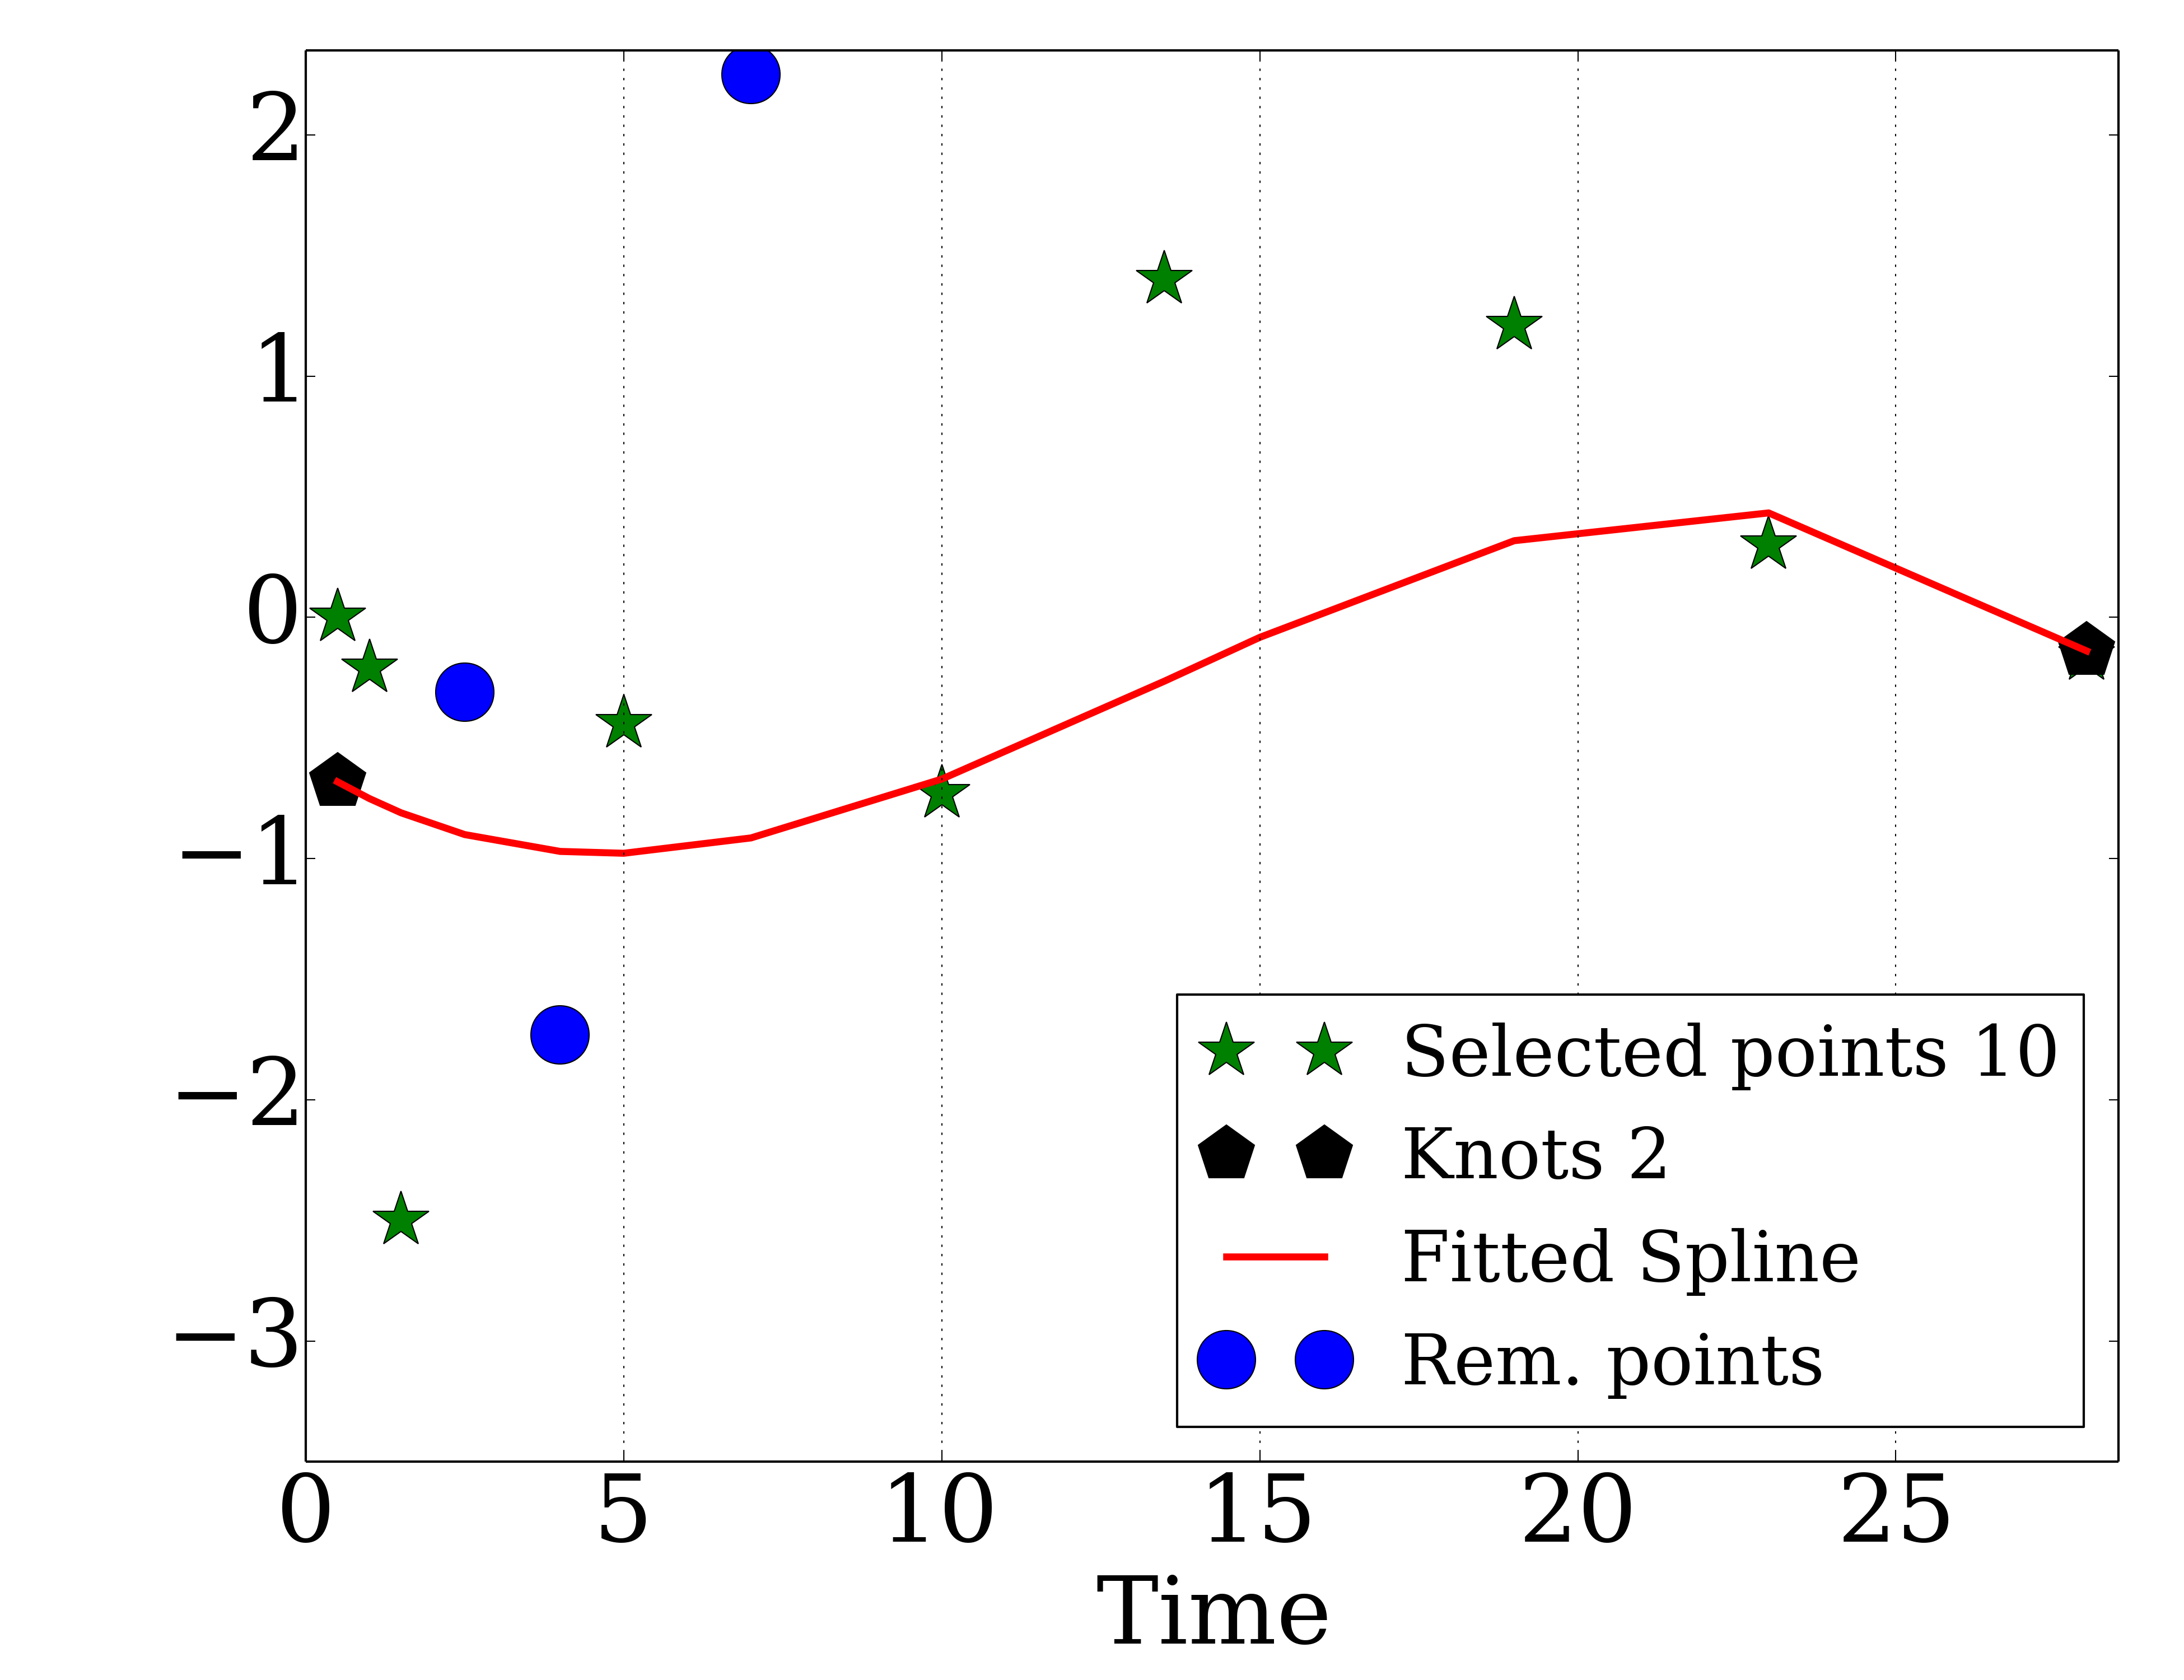 2
1
0
−1
−2
−3
0 5 10 15 20 25
Time
Selected points 10
Knots 2
Fitted Spline
Rem. points